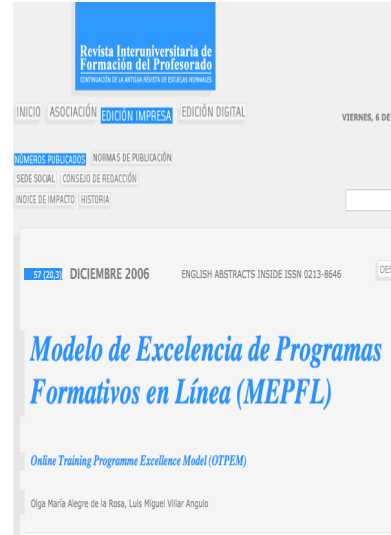 Revista Interuniversitaria de
Formación del Profesorado
CONTINUACIÓN DE LA ANTIGUA REVISTA DE ESCUELAS NORMALES
INICIO ASOCIACIÓN EDICIÓN IMPRESA EDICIÓN DIGITAL
VIERNES, 6 DE
NÚMEROS PUBLICADOS NORMAS DE PUBLICACIÓN
SEDE SOCIAL CONSEJO DE REDACCIÓN
INDICE DE IMPACTO HISTORIA
57 (20,3) DICIEMBRE 2006 ENGLISH ABSTRACTS INSIDE ISSN 0213-8646 DES
Modelo de Excelencia de Programas
Formativos en Línea (MEPFL)
Online Training Programme Excellence Model (OTPEM)
Olga María Alegre de la Rosa, Luis Miguel Villar Angulo